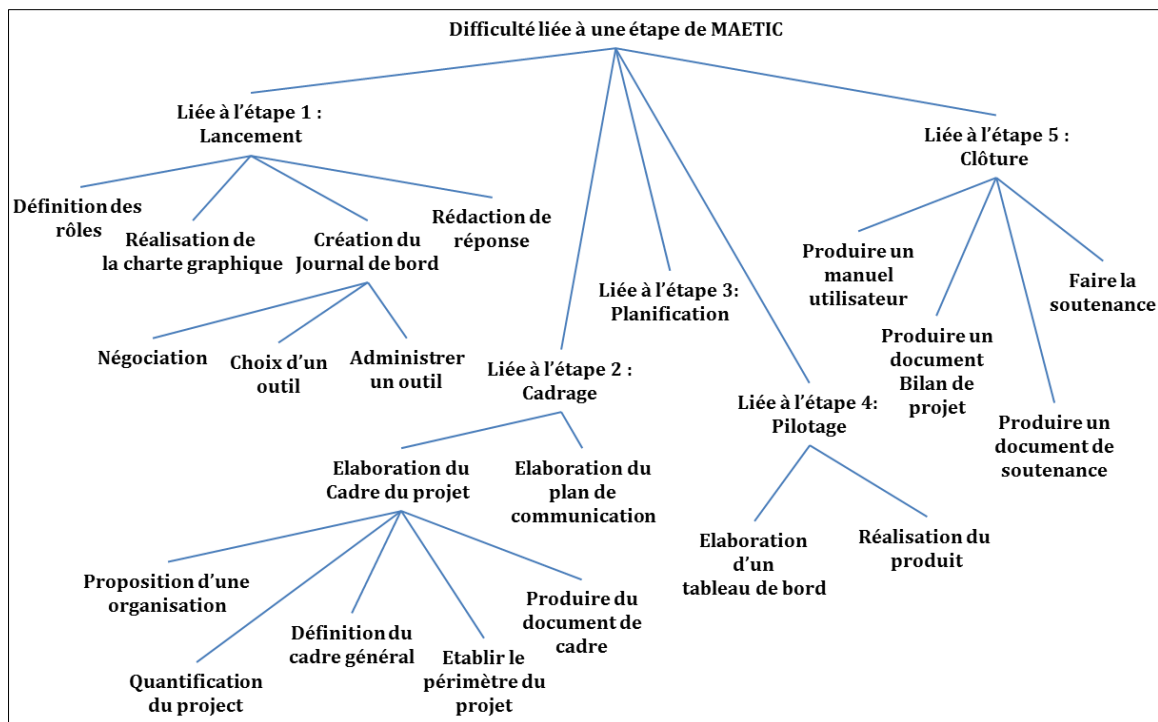 Difficulté liée à une étape de MAETIC
Liée à l'étape 1 :
Lancement
Définition des
rôles
Réalisation de
la charte graphique
Création du
Journal de bord
Rédaction de
réponse
Négociation
Choix d'un
outil
Administrer
un outil
Liée à l'étape 2 :
Cadrage
Elaboration du
Cadre du projet
Elaboration du
plan de
communication
Proposition d'une
organisation
Quantification
du project
Définition du
cadre général
Etablir le
périmètre du
projet
Produire du
document de
cadre
Liée à l'étape 3:
Planification
Liée à l'étape 4:
Pilotage
Elaboration
d'un
tableau de bord
Réalisation du
produit
Liée à l'étape 5 :
Clôture
Produire un
manuel
utilisateur
Produire un
document
Bilan de
projet
Produire un
document de
soutenance
Faire la
soutenance